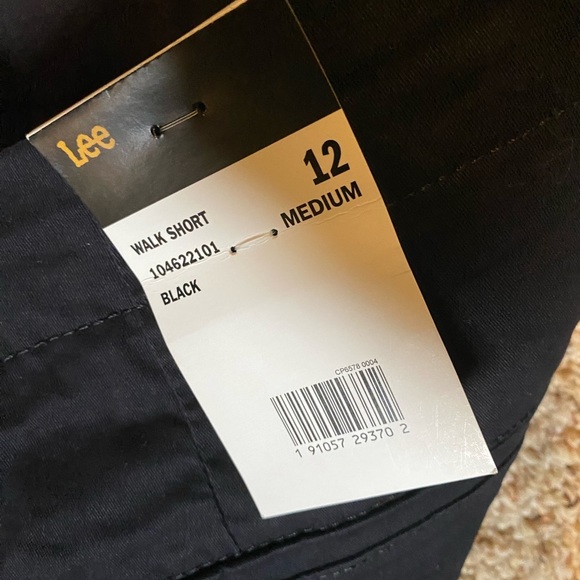 Lee
12
MEDIUM
WALK SHORT
104622101
BLACK
CP6578 0004
1 91057 29370 2